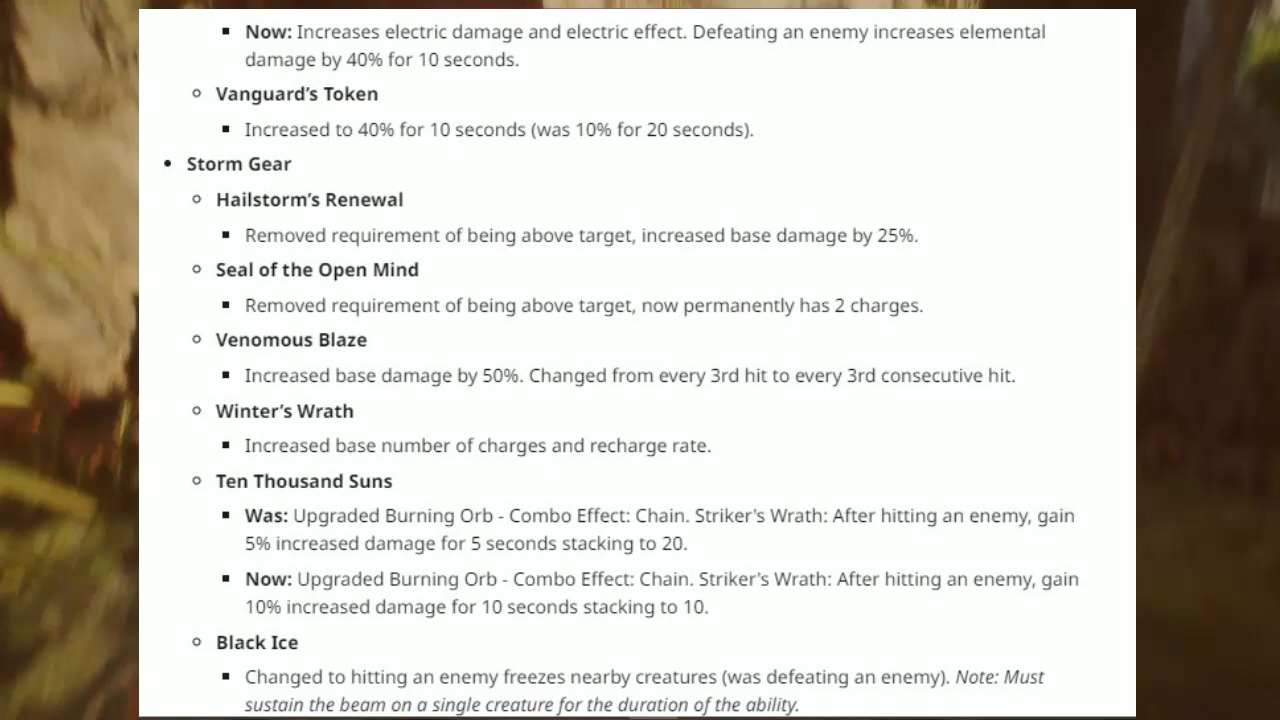 Now: Increases electric damage and electric effect. Defeating an enemy increases elemental
damage by 40% for 10 seconds.
Vanguard's Token
Increased to 40% for 10 seconds (was 10% for 20 seconds).
Storm Gear
Hailstorm's Renewal
Removed requirement of being above target, increased base damage by 25%.
Seal of the Open Mind
Removed requirement of being above target, now permanently has 2 charges.
Venomous Blaze
Increased base damage by 50%. Changed from every 3rd hit to every 3rd consecutive hit.
Winter's Wrath
Increased base number of charges and recharge rate.
Ten Thousand Suns
Was: Upgraded Burning Orb - Combo Effect: Chain. Striker's Wrath: After hitting an enemy, gain
5% increased damage for 5 seconds stacking to 20.
Now: Upgraded Burning Orb - Combo Effect: Chain. Striker's Wrath: After hitting an enemy, gain
10% increased damage for 10 seconds stacking to 10.
Black Ice
Changed to hitting an enemy freezes nearby creatures (was defeating an enemy). Note: Must
sustain the beam on a single creature for the duration of the ability.